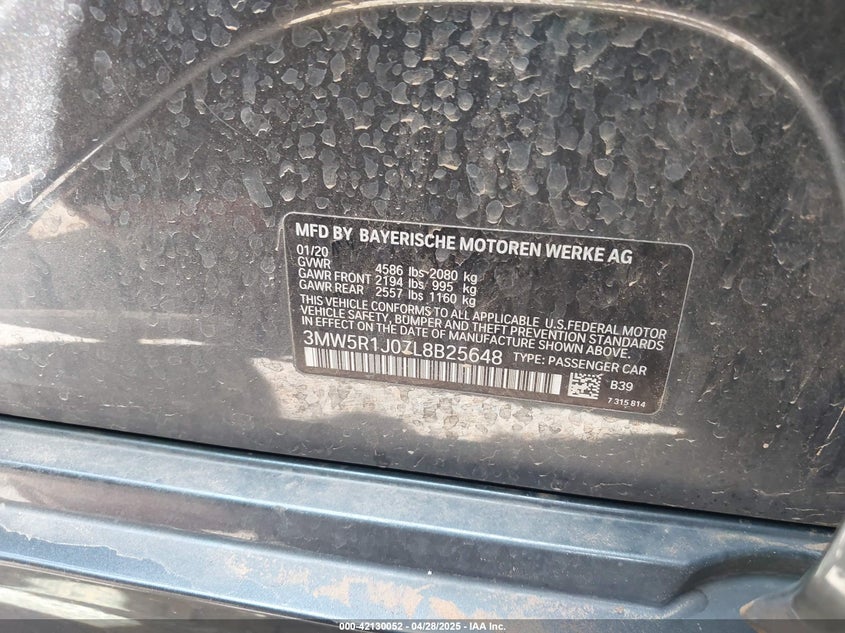 MFD BY BAYERISCHE MOTOREN WERKE AG
01/20
GVWR 4586 lbs 2080 kg
GAWR FRONT 2194 lbs 995 kg
GAWR REAR 2557 lbs 1160 kg
THIS VEHICLE CONFORMS TO ALL APPLICABLE U.S.FEDERAL MOTOR
VEHICLE SAFETY, BUMPER AND THEFT PREVENTION STANDARDS
IN EFFECT ON THE DATE OF MANUFACTURE SHOWN ABOVE.
3MW5R1J07L8B25648 TYPE: PASSENGER CAR
B39
7 315 814
000-42130052 | 04/28/2025 - IAA Inc.